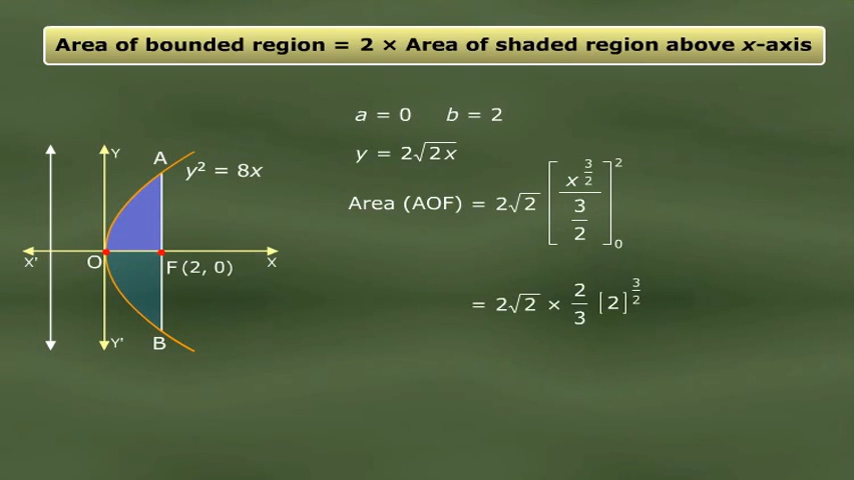 Area of bounded region = 2 × Area of shaded region above x-axis
a = 0 b = 2
y = 2√2x
Area (AOF) = 2√2 [x^(3/2) / (3/2)]₀²
= 2√2 × 2/3 [2]^(3/2)
Y
A
y² = 8x
X'
O
F (2, 0)
X
Y'
B